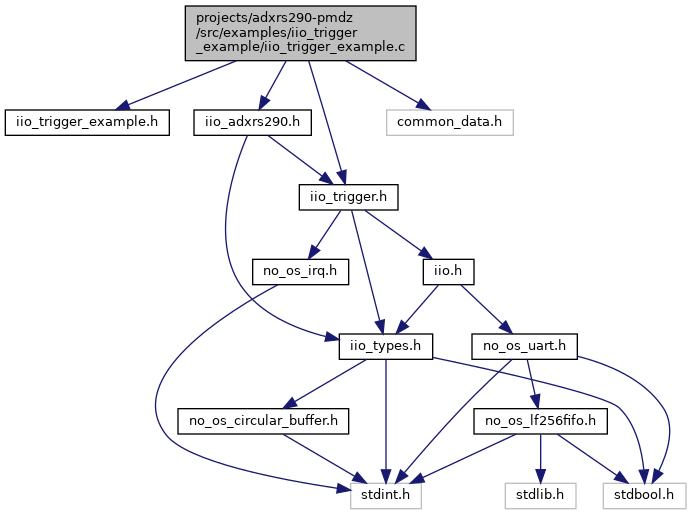 projects/adxrs290-pmdz
/src/examples/iio_trigger
_example/iio_trigger_example.c
iio_trigger_example.h
iio_adxrs290.h
common_data.h
iio_trigger.h
no_os_irq.h
iio.h
iio_types.h
no_os_uart.h
no_os_circular_buffer.h
no_os_lf256fifo.h
stdint.h
stdlib.h
stdbool.h